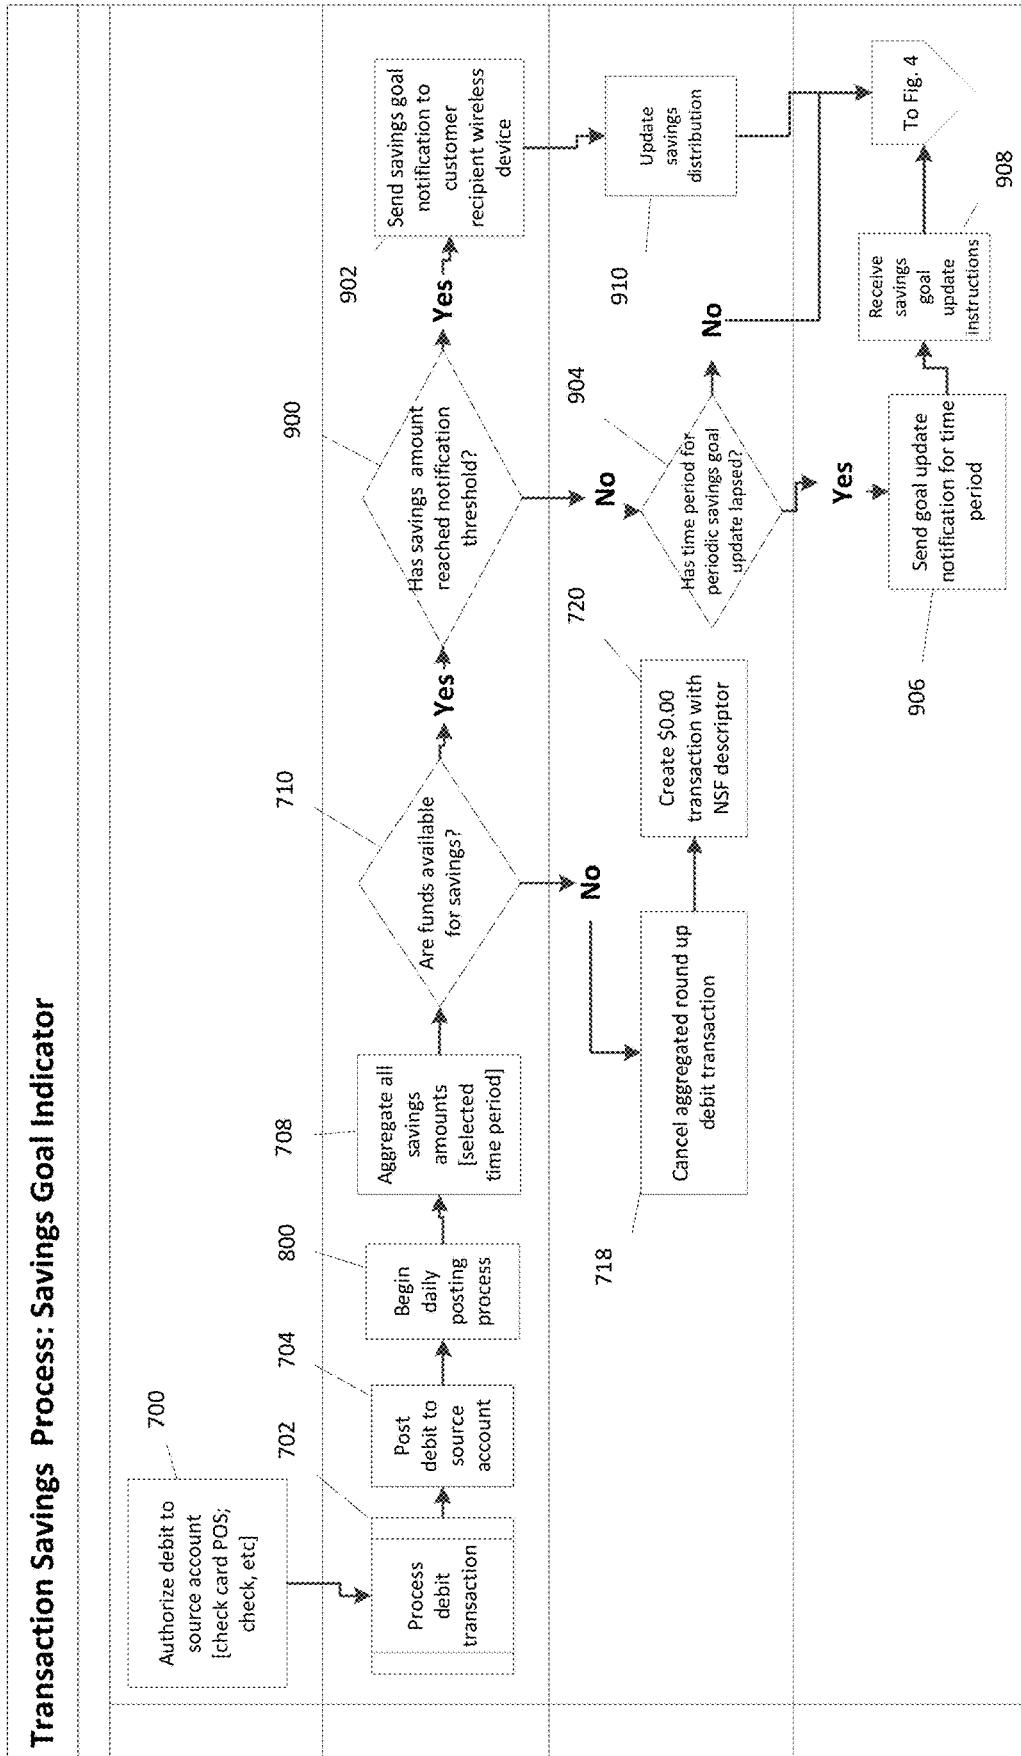 Transaction Savings Process: Savings Goal Indicator
700
Authorize debit to
source account
[check card POS;
check, etc]
702
Process
debit
transaction
704
Post
debit to
source
account
800
Begin
daily
posting
process
708
Aggregate all
savings
amounts
[selected
time period]
710
Are funds available
for savings?
Yes
No
718
Cancel aggregated round up
debit transaction
720
Create $0.00
transaction with
NSF descriptor
900
Has savings amount
reached notification
threshold?
Yes
No
902
Send savings goal
notification to
customer
recipient wireless
device
910
Update
savings
distribution
904
Has time period for
periodic savings goal
update lapsed?
No
Yes
906
Send goal update
notification for time
period
908
Receive
savings
goal
update
instructions
To Fig. 4